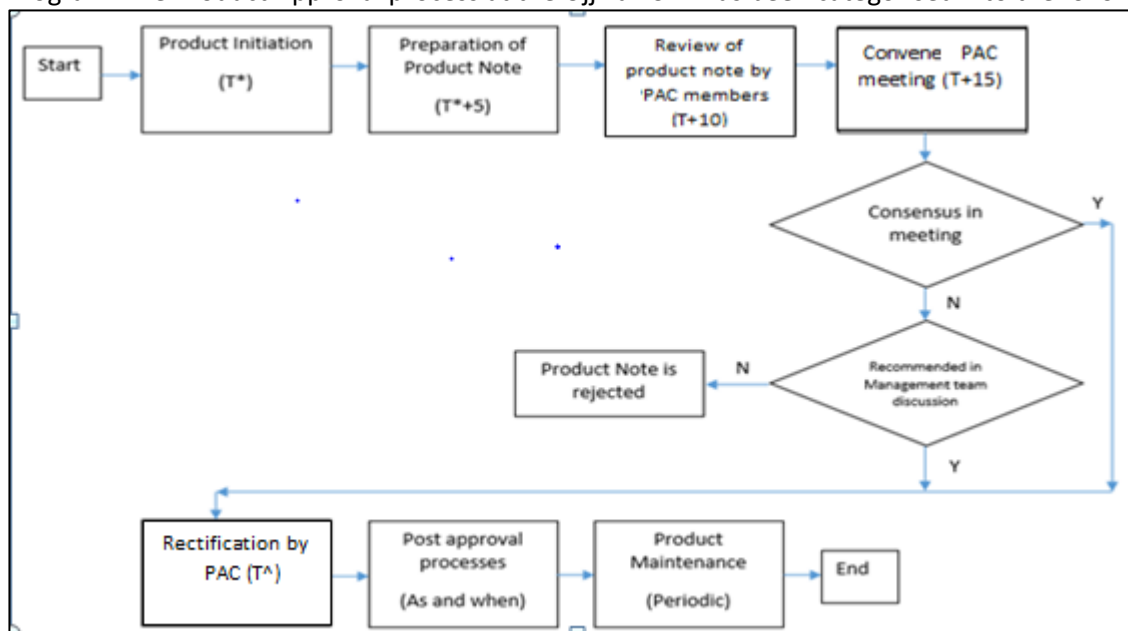 Start
Product Initiation
(T*)
Preparation of
Product Note
(T*+5)
Review of
product note by
'PAC members
(T+10)
Convene PAC
meeting (T+15)
Consensus in
meeting
Y
N
Recommended in
Management team
discussion
N
Product Note is
rejected
Y
Rectification by
PAC (T^)
Post approval
processes
(As and when)
Product
Maintenance
(Periodic)
End